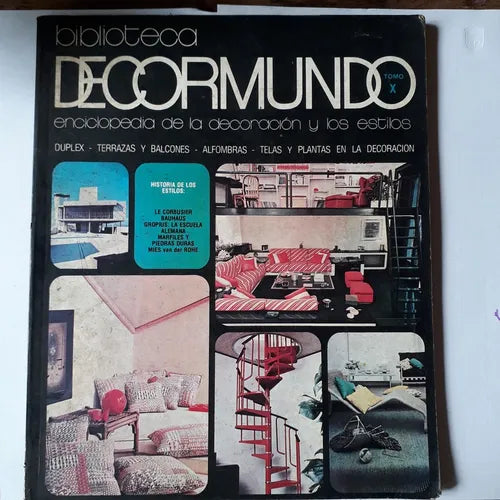 biblioteca
DECORMUNDO
TOMO
X
enciclopedia de la decoración y los estilos
DUPLEX - TERRAZAS Y BALCONES - ALFOMBRAS - TELAS Y PLANTAS EN LA DECORACION
HISTORIA DE LOS
ESTILOS:
LE CORBUSIER
BAUHAUS
GROPIUS: LA ESCUELA
ALEMANA
MARFILES Y
PIEDRAS DURAS
MIES van der ROHE